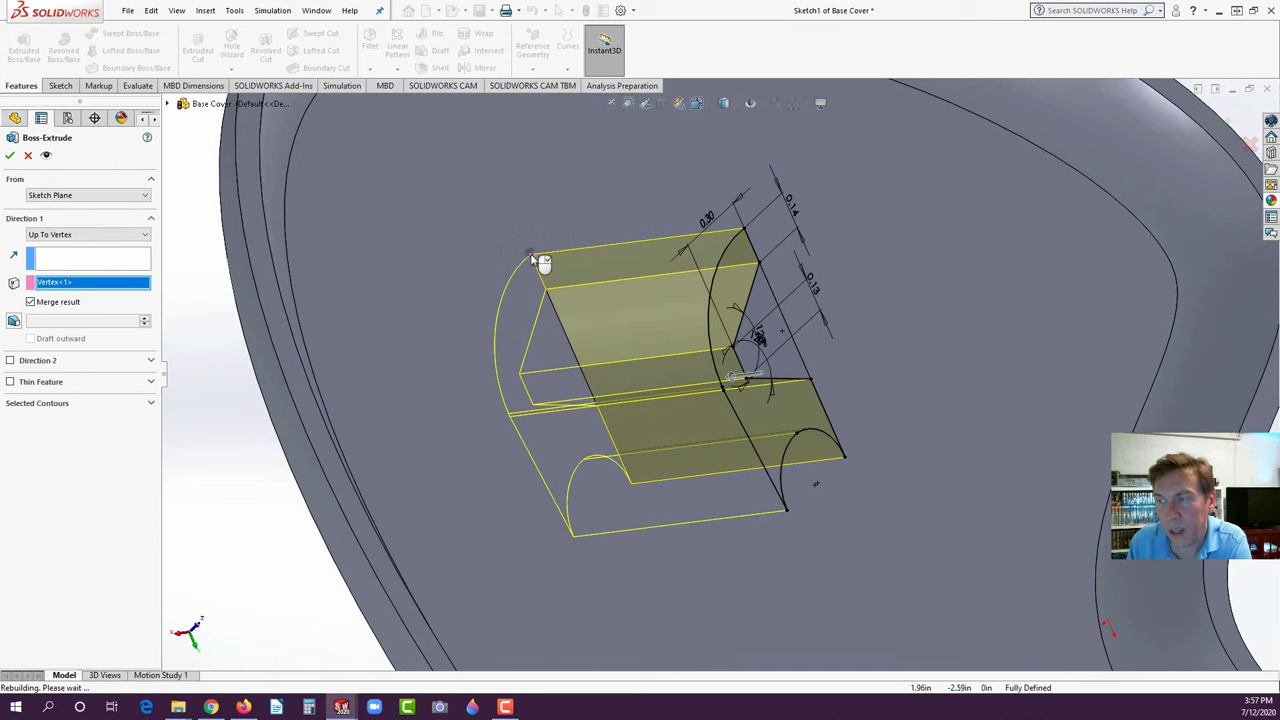 SOLIDWORKS File Edit View Insert Tools Simulation Window Help Sketch1 of Base Cover * Search SOLIDWORKS Help
Extruded Boss/Base Revolved Boss/Base Swept Boss/Base Lofted Boss/Base Boundary Boss/Base Extruded Cut Hole Wizard Revolved Cut Swept Cut Lofted Cut Boundary Cut Fillet Linear Pattern Rib Draft Shell Wrap Intersect Mirror Reference Geometry Curves Instant3D
Features Sketch Markup Evaluate MBD Dimensions SOLIDWORKS Add-Ins Simulation MBD SOLIDWORKS CAM SOLIDWORKS CAM TBM Analysis Preparation
Base Cover (Default<<De...
Boss-Extrude
From
Sketch Plane
Direction 1
Up To Vertex
Vertex<1>
Merge result
Draft outward
Direction 2
Thin Feature
Selected Contours
0.30
0.14
0.13
Model 3D Views Motion Study 1
Rebuilding. Please wait ... 1.96in -2.59in 0in Fully Defined
3:57 PM
7/12/2020